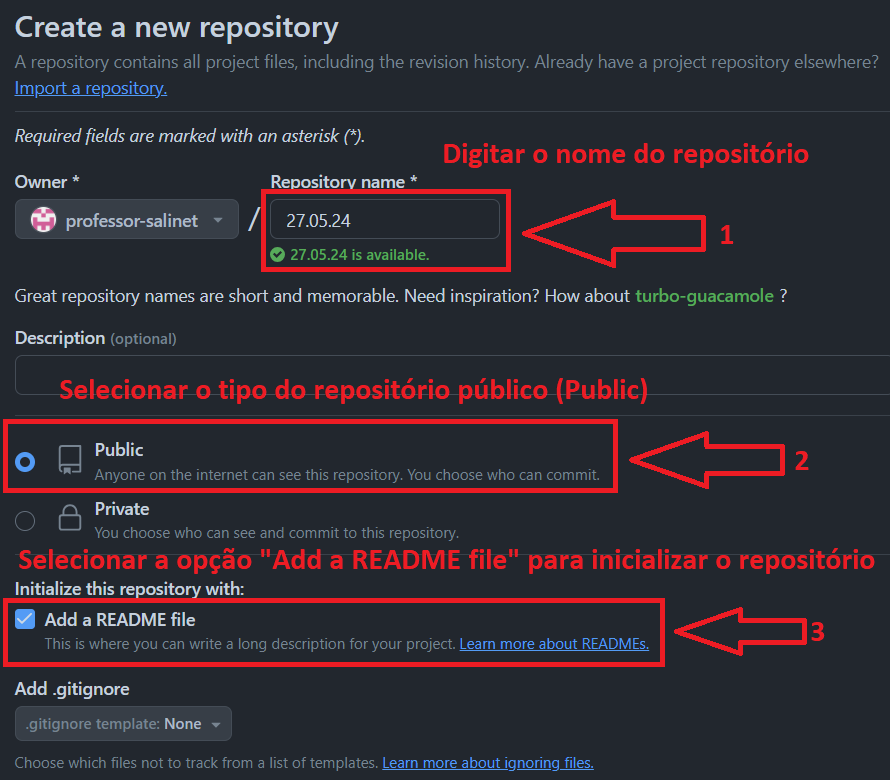 Create a new repository
A repository contains all project files, including the revision history. Already have a project repository elsewhere?
Import a repository.
Required fields are marked with an asterisk (*).
Digitar o nome do repositório
Owner *
Repository name *
professor-salinet
/
27.05.24
1
27.05.24 is available.
Great repository names are short and memorable. Need inspiration? How about turbo-guacamole ?
Description (optional)
Selecionar o tipo do repositório público (Public)
Public
Anyone on the internet can see this repository. You choose who can commit.
2
Private
You choose who can see and commit to this repository.
Selecionar a opção "Add a README file" para inicializar o repositório
Initialize this repository with:
Add a README file
This is where you can write a long description for your project. Learn more about READMEs.
3
Add .gitignore
.gitignore template: None
Choose which files not to track from a list of templates. Learn more about ignoring files.